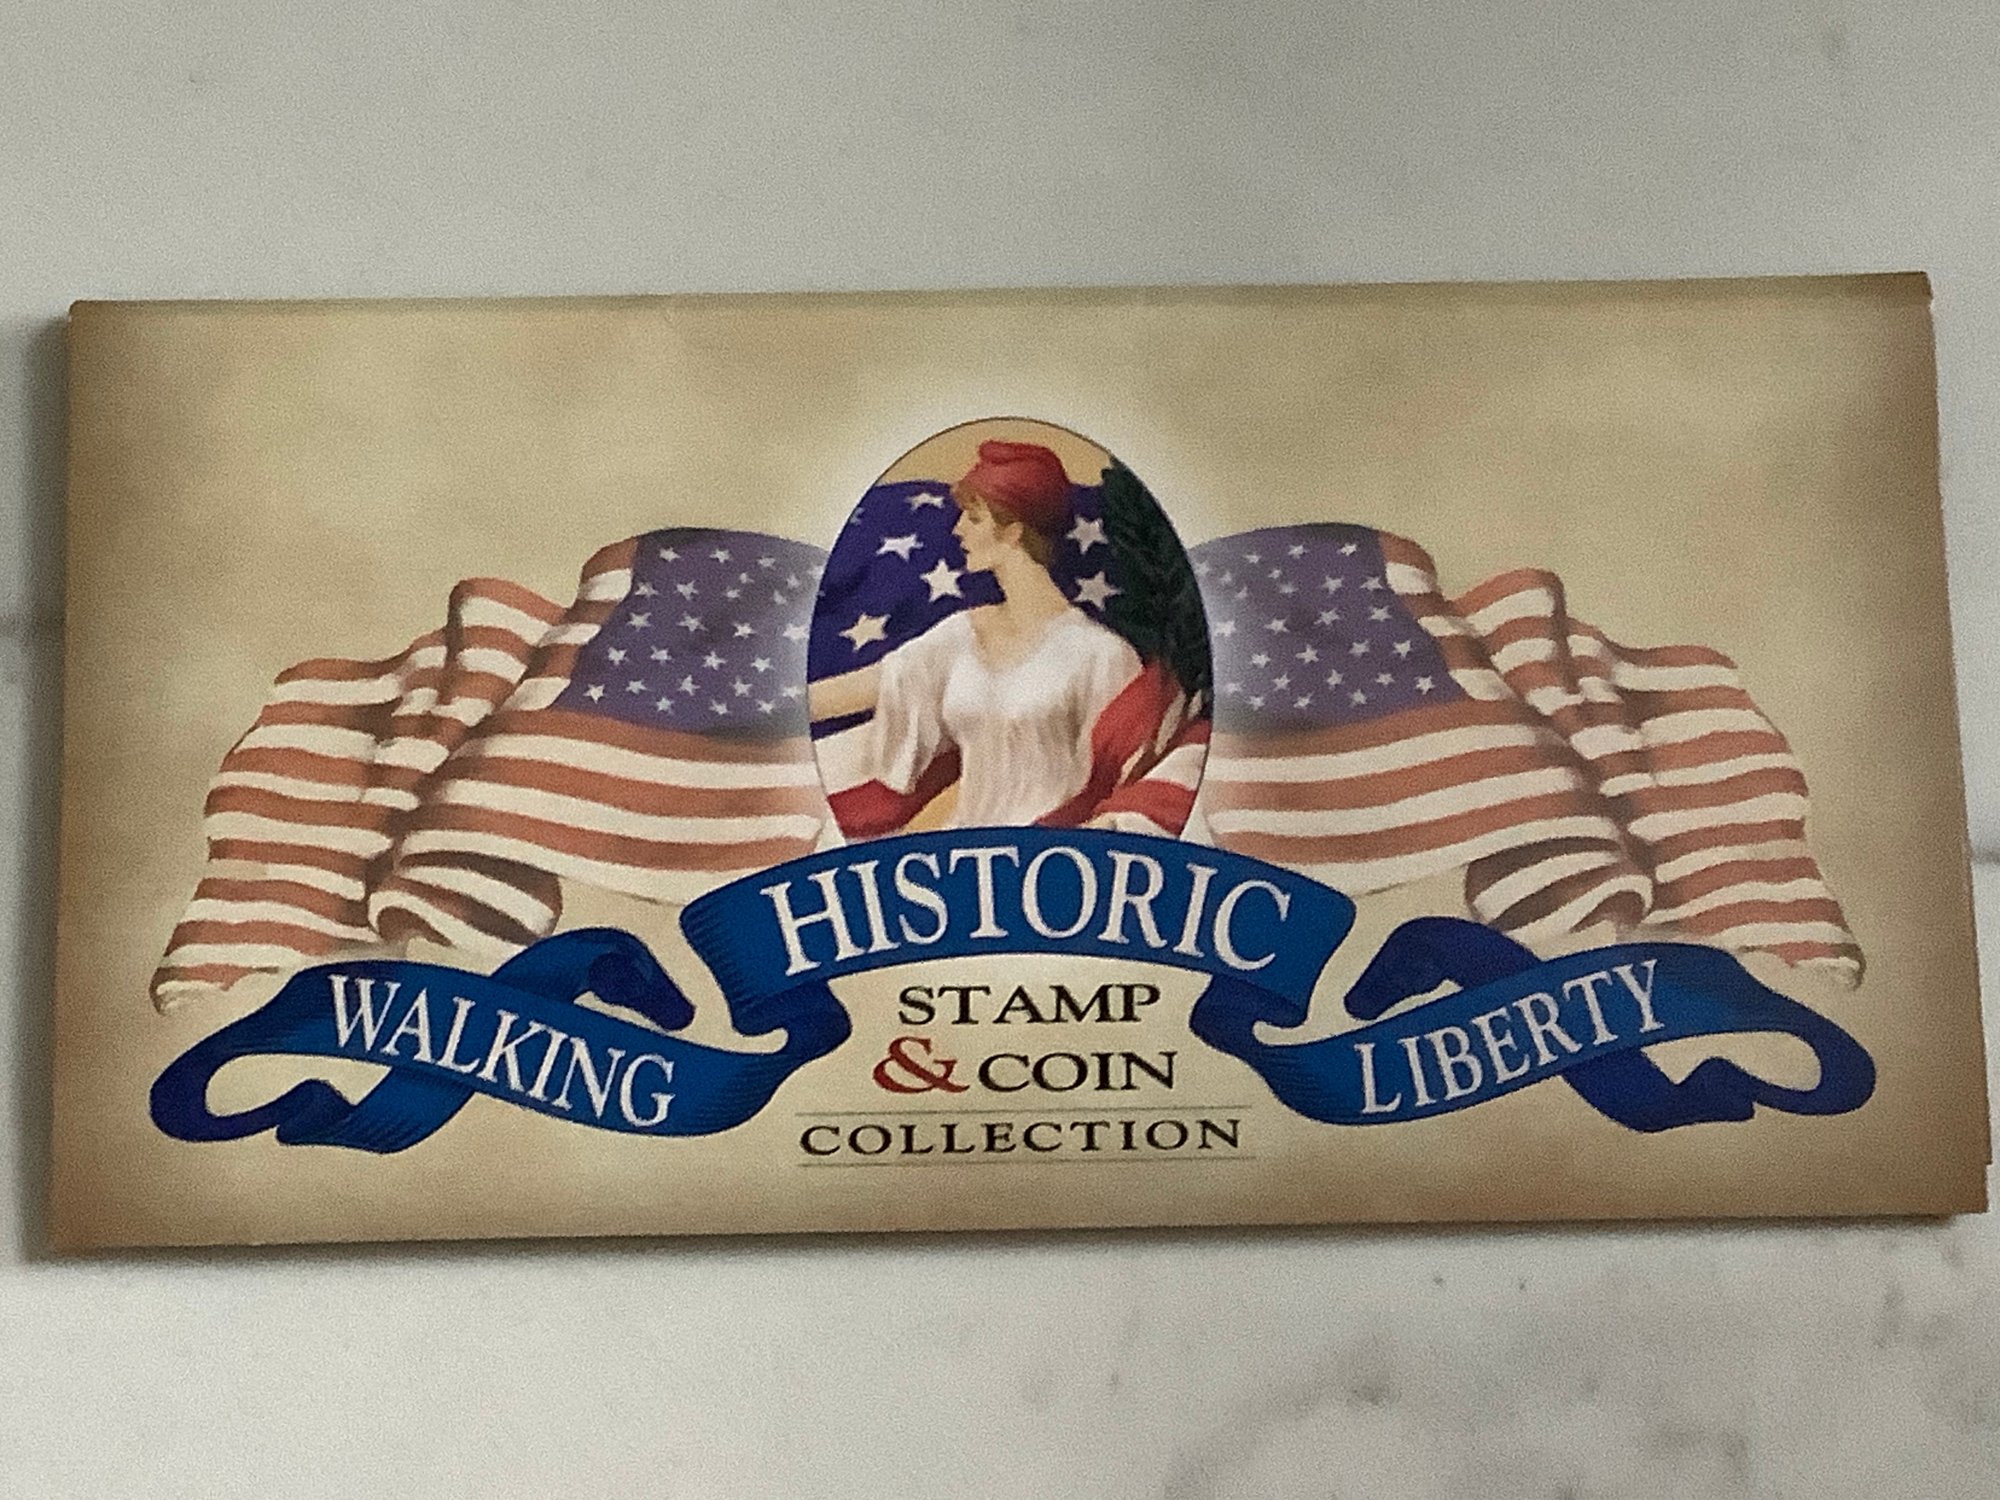 WALKING HISTORIC LIBERTY
STAMP
& COIN
COLLECTION